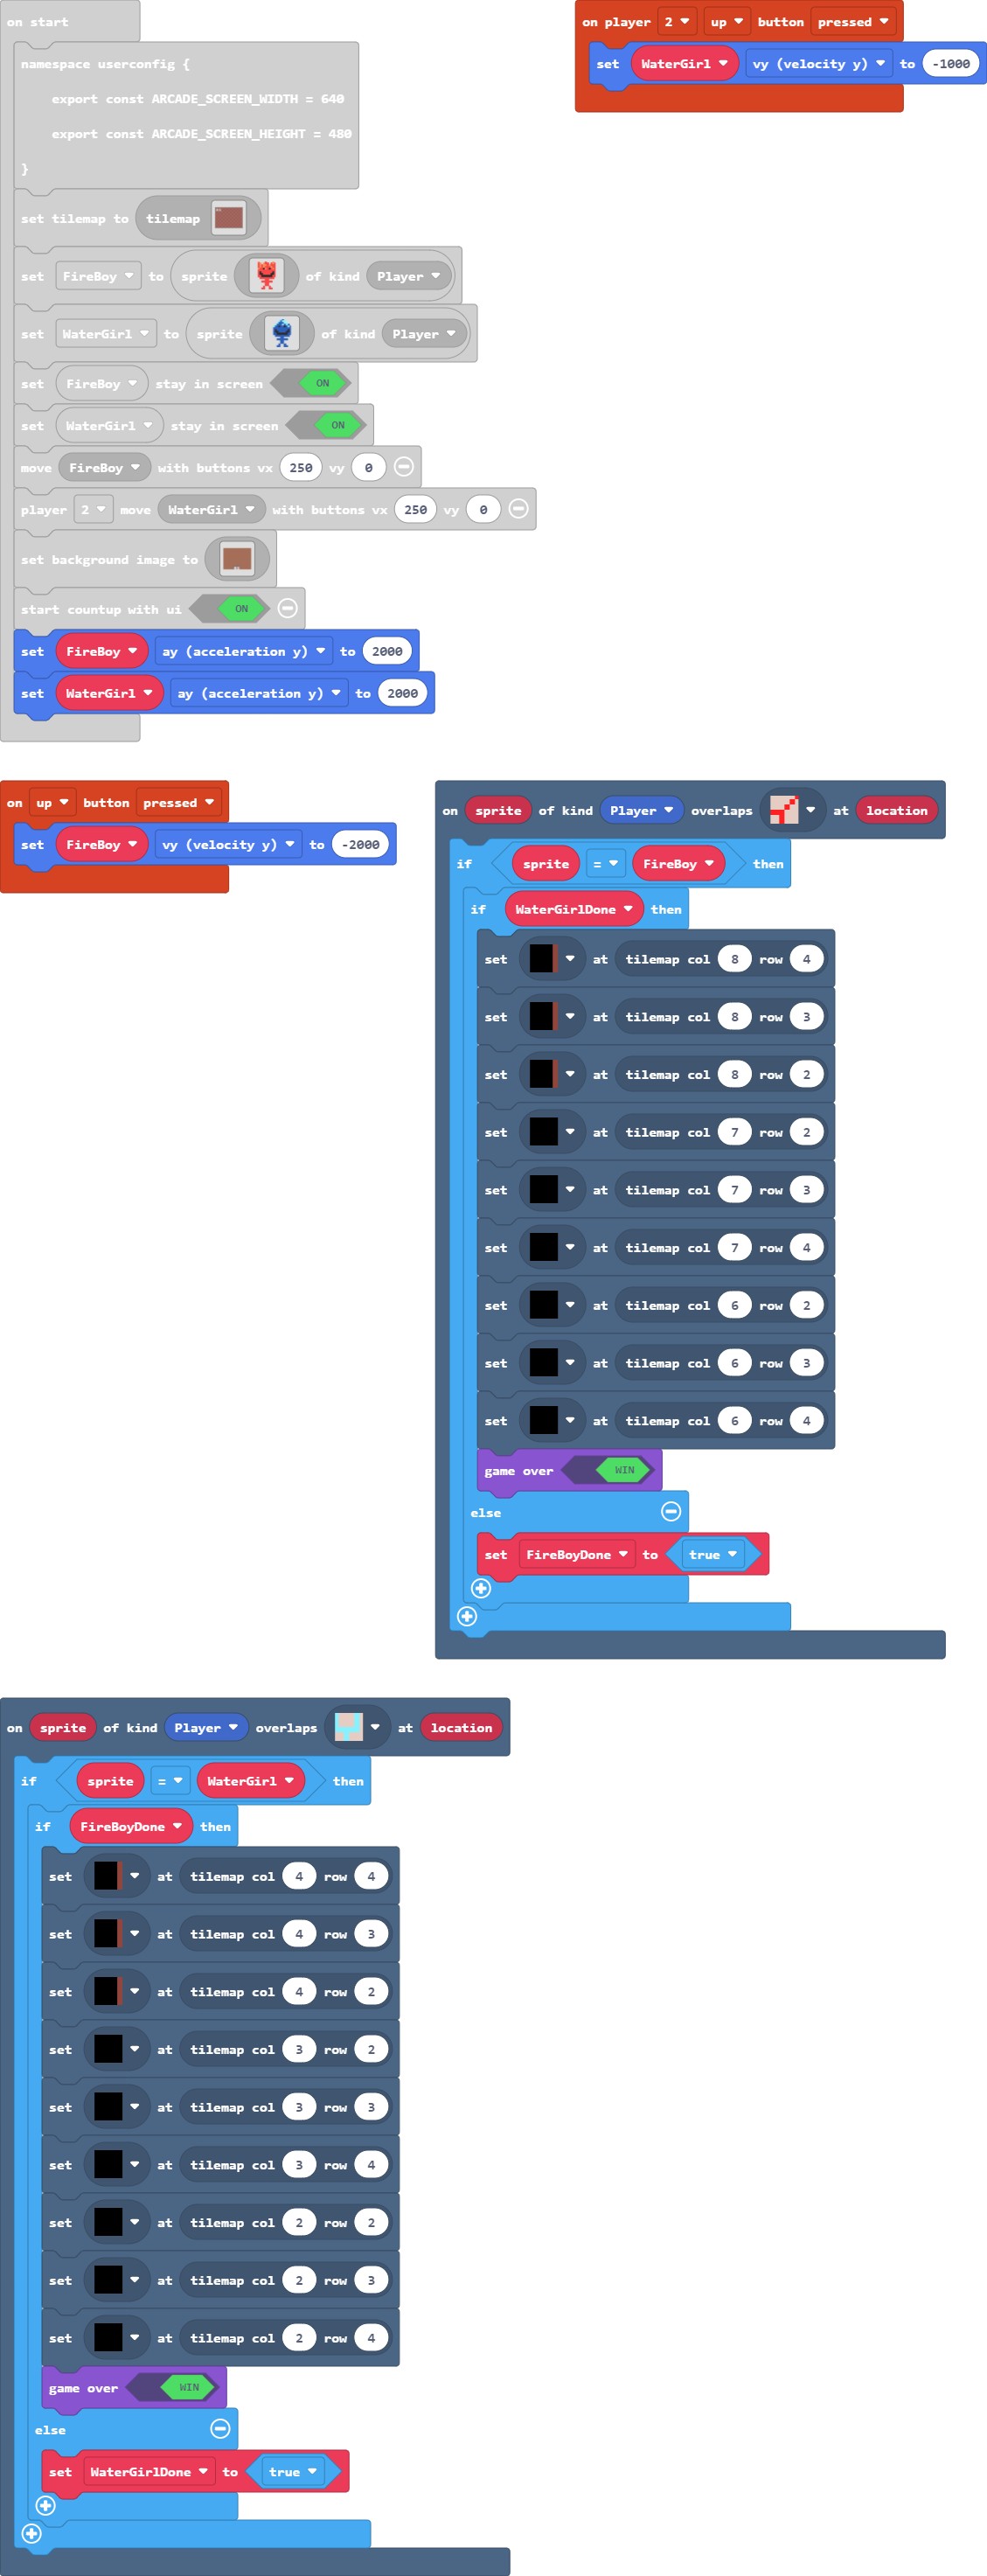 on start
namespace userconfig {
export const ARCADE_SCREEN_WIDTH = 640
export const ARCADE_SCREEN_HEIGHT = 480
}
set tilemap to tilemap
set FireBoy to sprite of kind Player
set WaterGirl to sprite of kind Player
set FireBoy stay in screen ON
set WaterGirl stay in screen ON
move FireBoy with buttons vx 250 vy 0
player 2 move WaterGirl with buttons vx 250 vy 0
set background image to
start countup with ui ON
set FireBoy ay (acceleration y) to 2000
set WaterGirl ay (acceleration y) to 2000
on player 2 up button pressed
set WaterGirl vy (velocity y) to -1000
on up button pressed
set FireBoy vy (velocity y) to -2000
on sprite of kind Player overlaps at location
if sprite = FireBoy then
if WaterGirlDone then
set at tilemap col 8 row 4
set at tilemap col 8 row 3
set at tilemap col 8 row 2
set at tilemap col 7 row 2
set at tilemap col 7 row 3
set at tilemap col 7 row 4
set at tilemap col 6 row 2
set at tilemap col 6 row 3
set at tilemap col 6 row 4
game over WIN
else
set FireBoyDone to true
on sprite of kind Player overlaps at location
if sprite = WaterGirl then
if FireBoyDone then
set at tilemap col 4 row 4
set at tilemap col 4 row 3
set at tilemap col 4 row 2
set at tilemap col 3 row 2
set at tilemap col 3 row 3
set at tilemap col 3 row 4
set at tilemap col 2 row 2
set at tilemap col 2 row 3
set at tilemap col 2 row 4
game over WIN
else
set WaterGirlDone to true